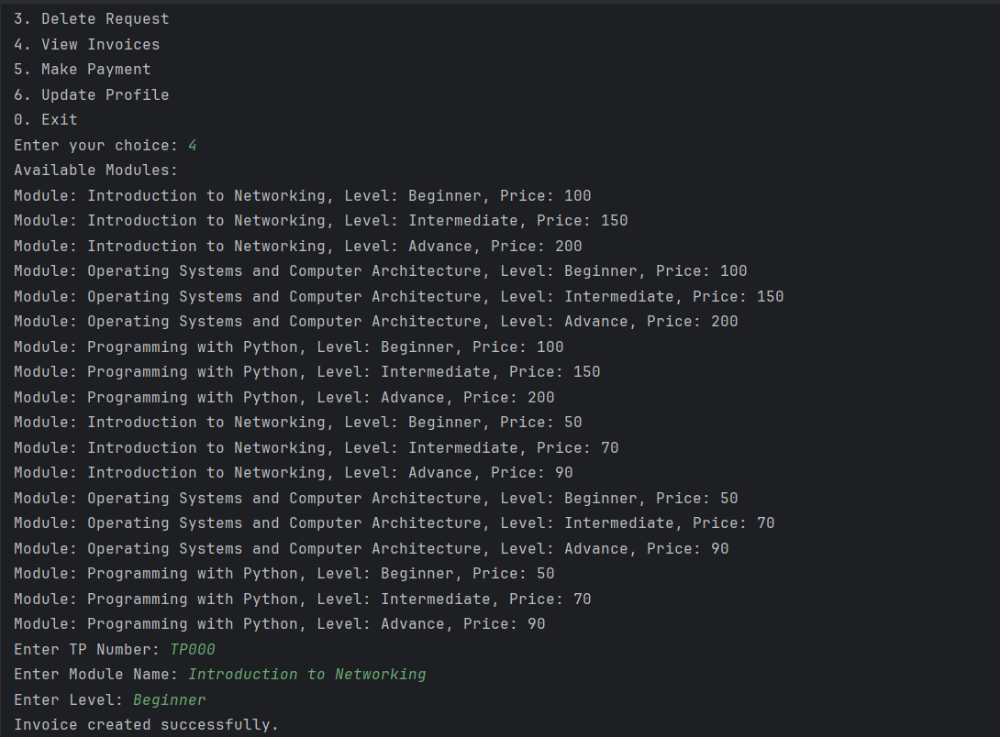 3. Delete Request
4. View Invoices
5. Make Payment
6. Update Profile
0. Exit
Enter your choice: 4
Available Modules:
Module: Introduction to Networking, Level: Beginner, Price: 100
Module: Introduction to Networking, Level: Intermediate, Price: 150
Module: Introduction to Networking, Level: Advance, Price: 200
Module: Operating Systems and Computer Architecture, Level: Beginner, Price: 100
Module: Operating Systems and Computer Architecture, Level: Intermediate, Price: 150
Module: Operating Systems and Computer Architecture, Level: Advance, Price: 200
Module: Programming with Python, Level: Beginner, Price: 100
Module: Programming with Python, Level: Intermediate, Price: 150
Module: Programming with Python, Level: Advance, Price: 200
Module: Introduction to Networking, Level: Beginner, Price: 50
Module: Introduction to Networking, Level: Intermediate, Price: 70
Module: Introduction to Networking, Level: Advance, Price: 90
Module: Operating Systems and Computer Architecture, Level: Beginner, Price: 50
Module: Operating Systems and Computer Architecture, Level: Intermediate, Price: 70
Module: Operating Systems and Computer Architecture, Level: Advance, Price: 90
Module: Programming with Python, Level: Beginner, Price: 50
Module: Programming with Python, Level: Intermediate, Price: 70
Module: Programming with Python, Level: Advance, Price: 90
Enter TP Number: TP000
Enter Module Name: Introduction to Networking
Enter Level: Beginner
Invoice created successfully.